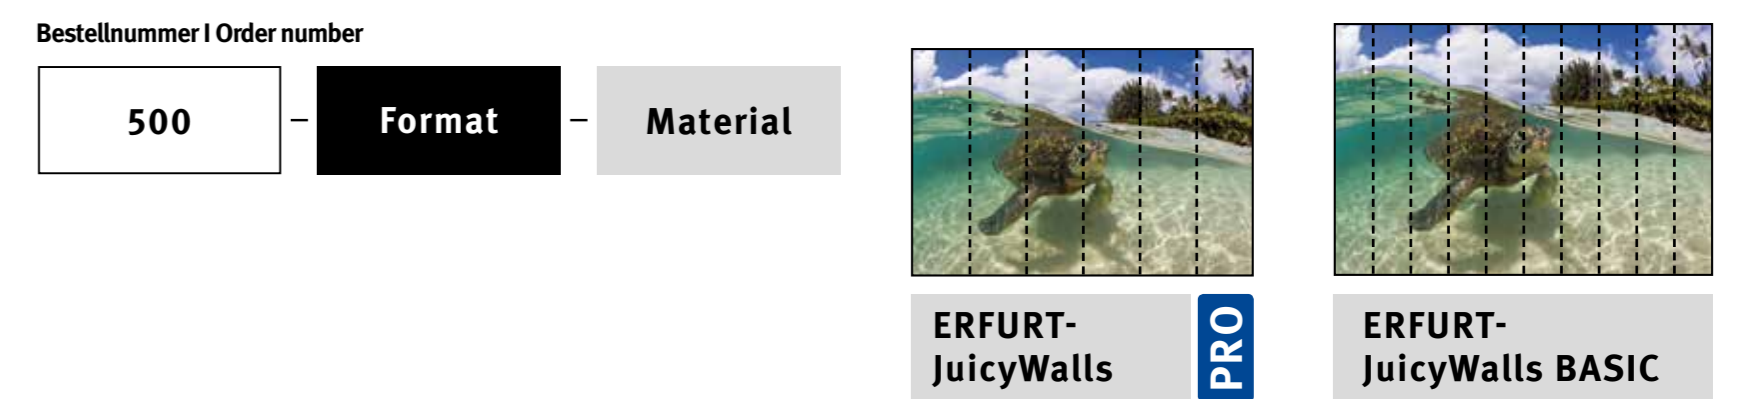 Bestellnummer I Order number
500 – Format – Material
ERFURT-
JuicyWalls
PRO
ERFURT-
JuicyWalls BASIC